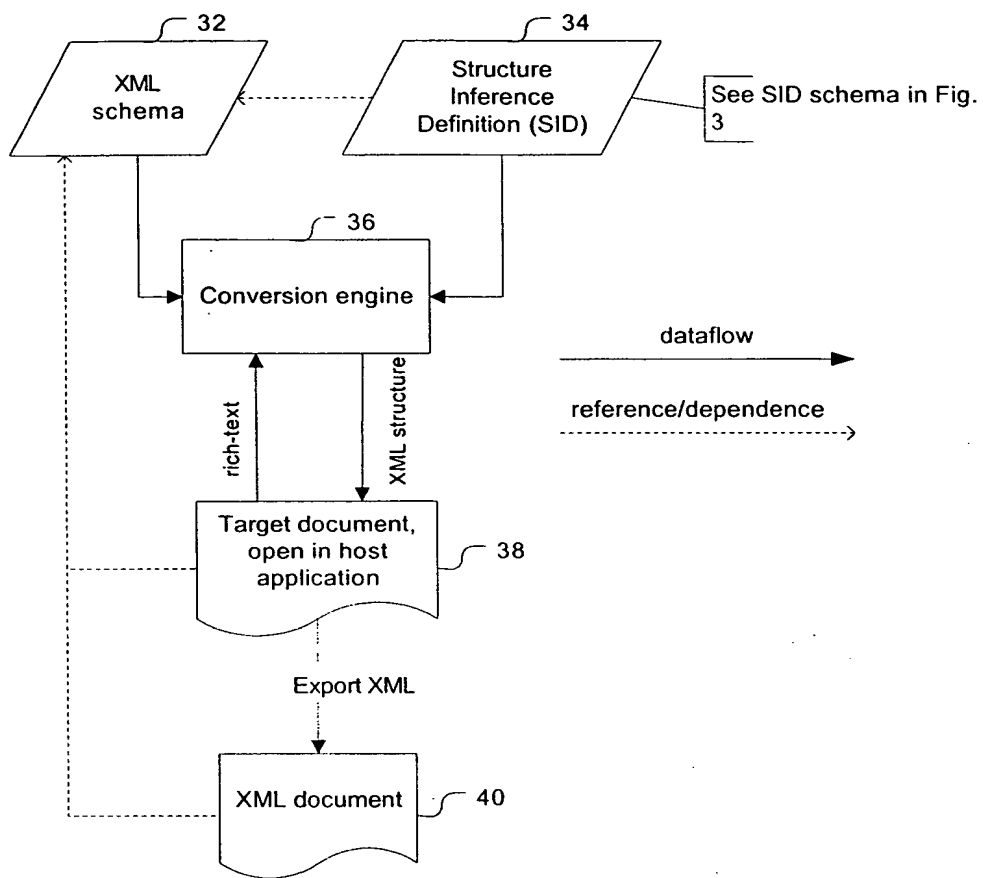 32
34
XML
schema
Structure
Inference
Definition (SID)
See SID schema in Fig.
3
36
Conversion engine
dataflow
reference/dependence
rich-text
XML structure
Target document,
open in host
application
38
Export XML
XML document
40